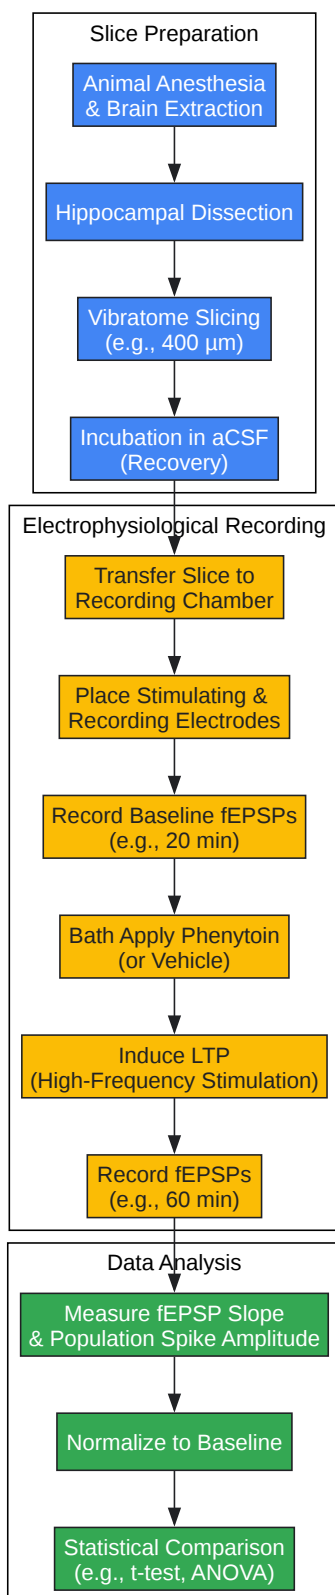 Slice Preparation
Animal Anesthesia
& Brain Extraction
Hippocampal Dissection
Vibratome Slicing
(e.g., 400 µm)
Incubation in aCSF
(Recovery)
Electrophysiological Recording
Transfer Slice to
Recording Chamber
Place Stimulating &
Recording Electrodes
Record Baseline fEPSPs
(e.g., 20 min)
Bath Apply Phenytoin
(or Vehicle)
Induce LTP
(High-Frequency Stimulation)
Record fEPSPs
(e.g., 60 min)
Data Analysis
Measure fEPSP Slope
& Population Spike Amplitude
Normalize to Baseline
Statistical Comparison
(e.g., t-test, ANOVA)